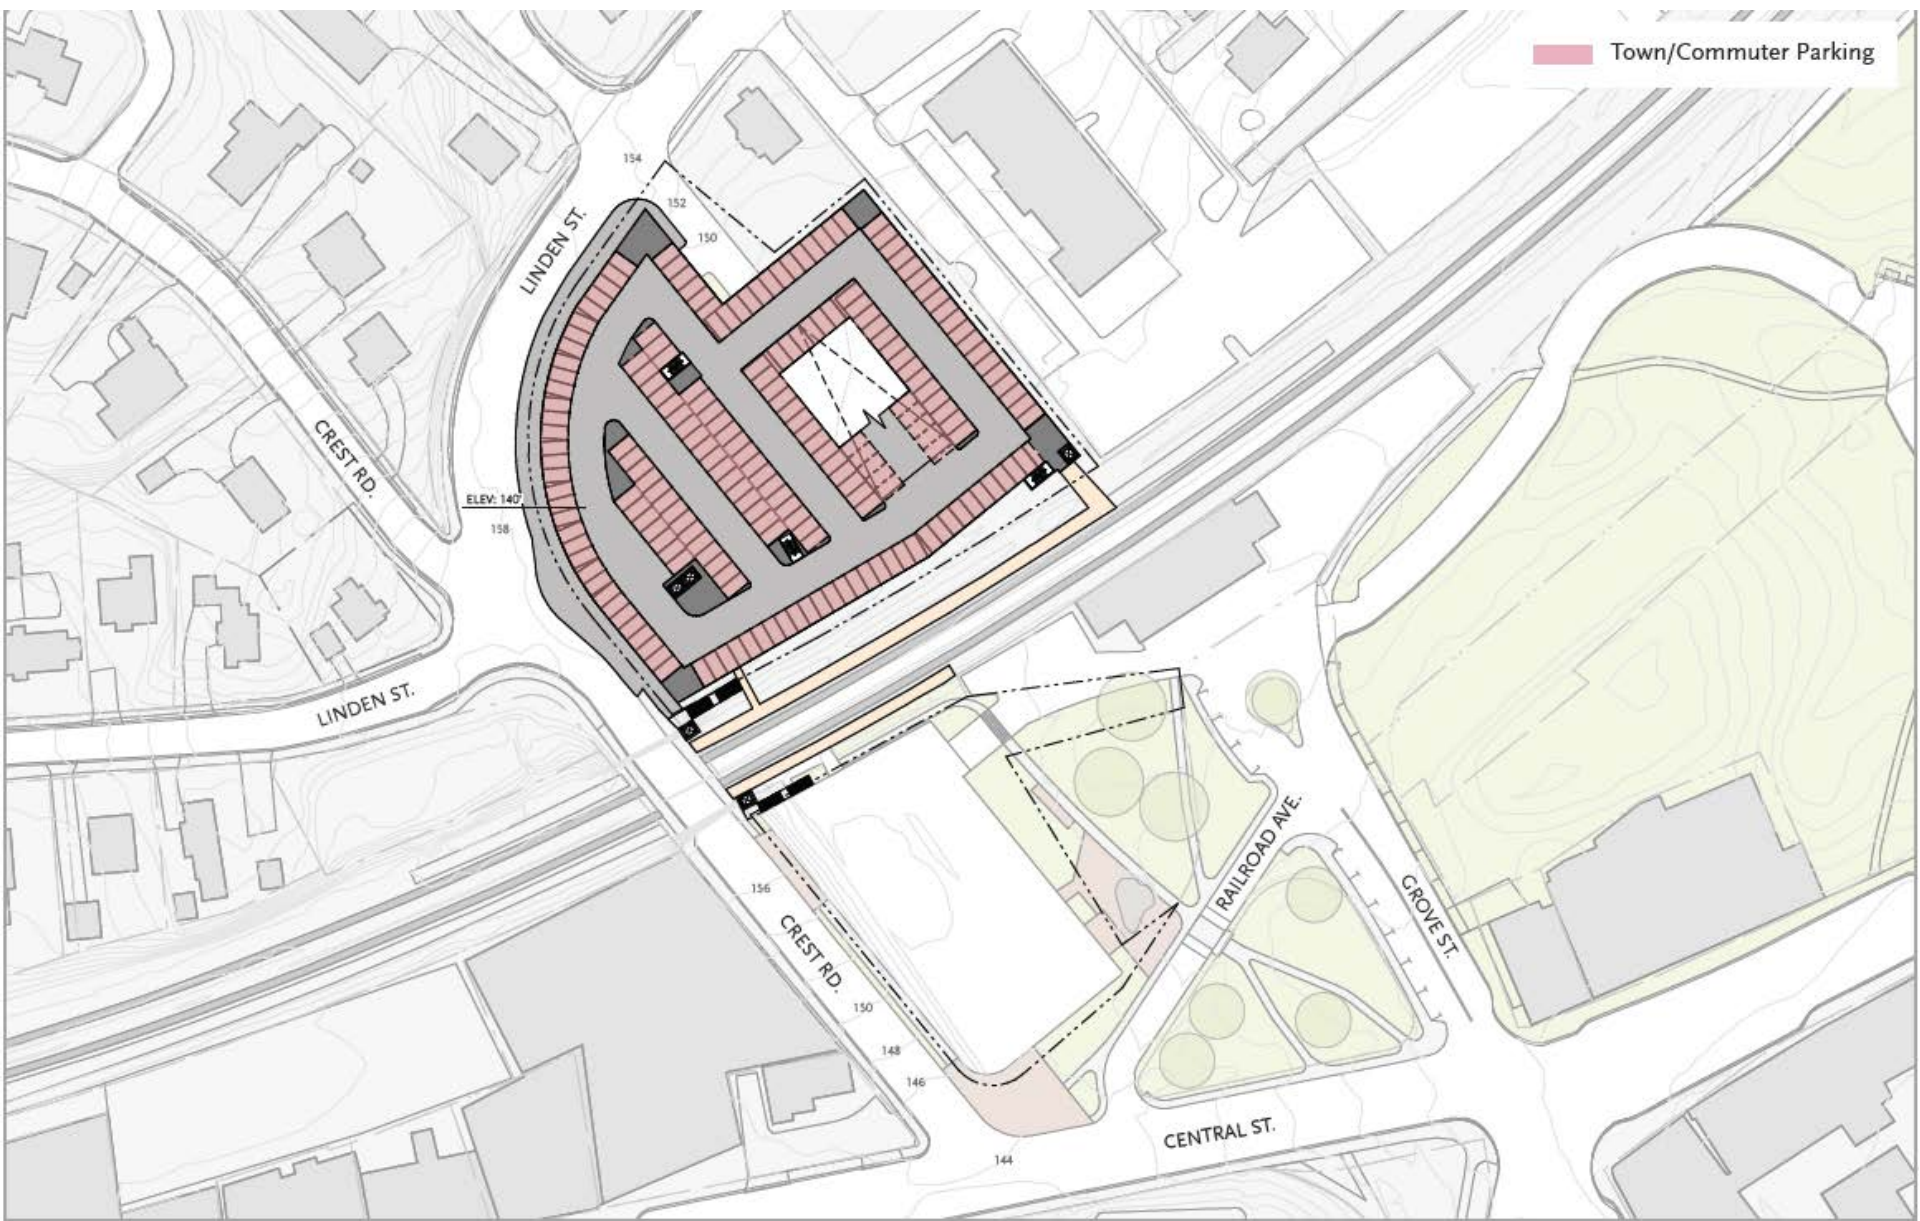 Town/Commuter Parking
154
152
LINDEN ST.
150
CREST RD.
ELEV: 140'
158
LINDEN ST.
RAILROAD AVE.
156
GROVE ST.
CREST RD.
150
148
146
CENTRAL ST.
144